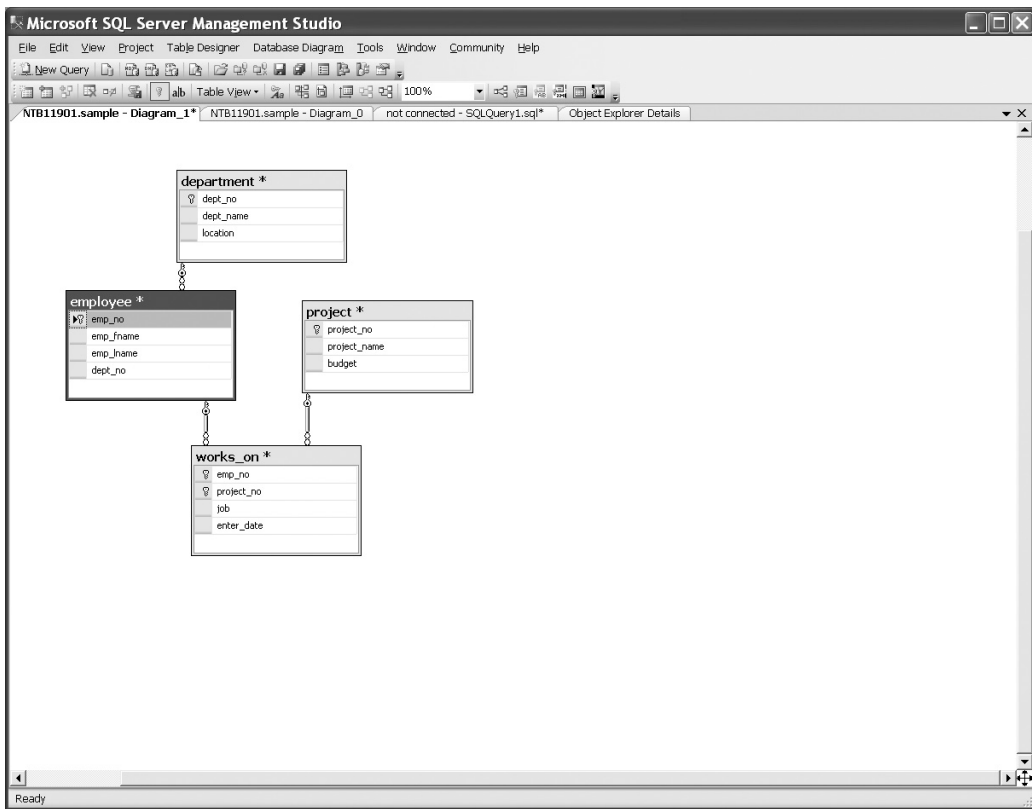 Microsoft SQL Server Management Studio
File Edit View Project Table Designer Database Diagram Tools Window Community Help
New Query
ab Table View 100%
NTB11901.sample - Diagram_1* NTB11901.sample - Diagram_0 not connected - SQLQuery1.sql* Object Explorer Details
department *
dept_no
dept_name
location
employee *
emp_no
emp_fname
emp_lname
dept_no
project *
project_no
project_name
budget
works_on *
emp_no
project_no
job
enter_date
Ready